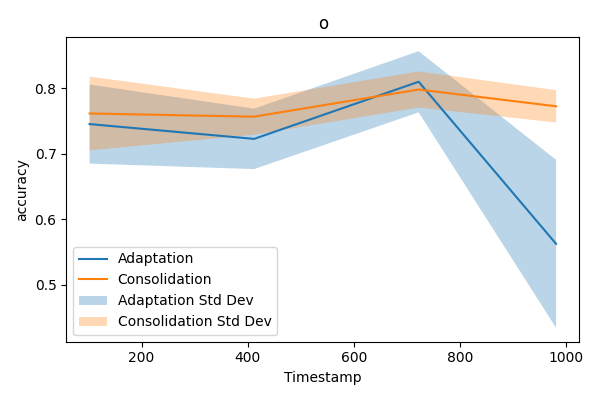 o
0.8
0.7
0.6
0.5
accuracy
Adaptation
Consolidation
Adaptation Std Dev
Consolidation Std Dev
200 400 600 800 1000
Timestamp